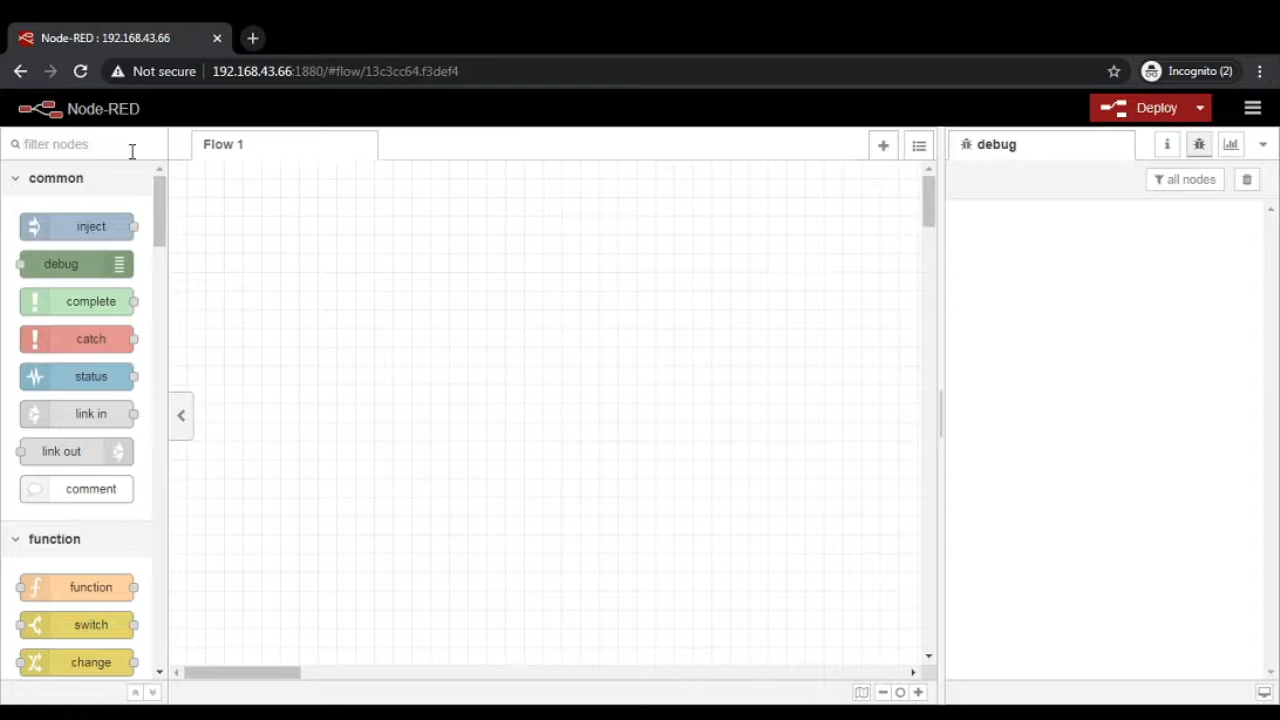 Node-RED : 192.168.43.66
Not secure
192.168.43.66:1880/#flow/13c3cc64.f3def4
Incognito (2)
Node-RED
Deploy
filter nodes
Flow 1
debug
common
all nodes
inject
debug
complete
catch
status
link in
link out
comment
function
function
switch
change